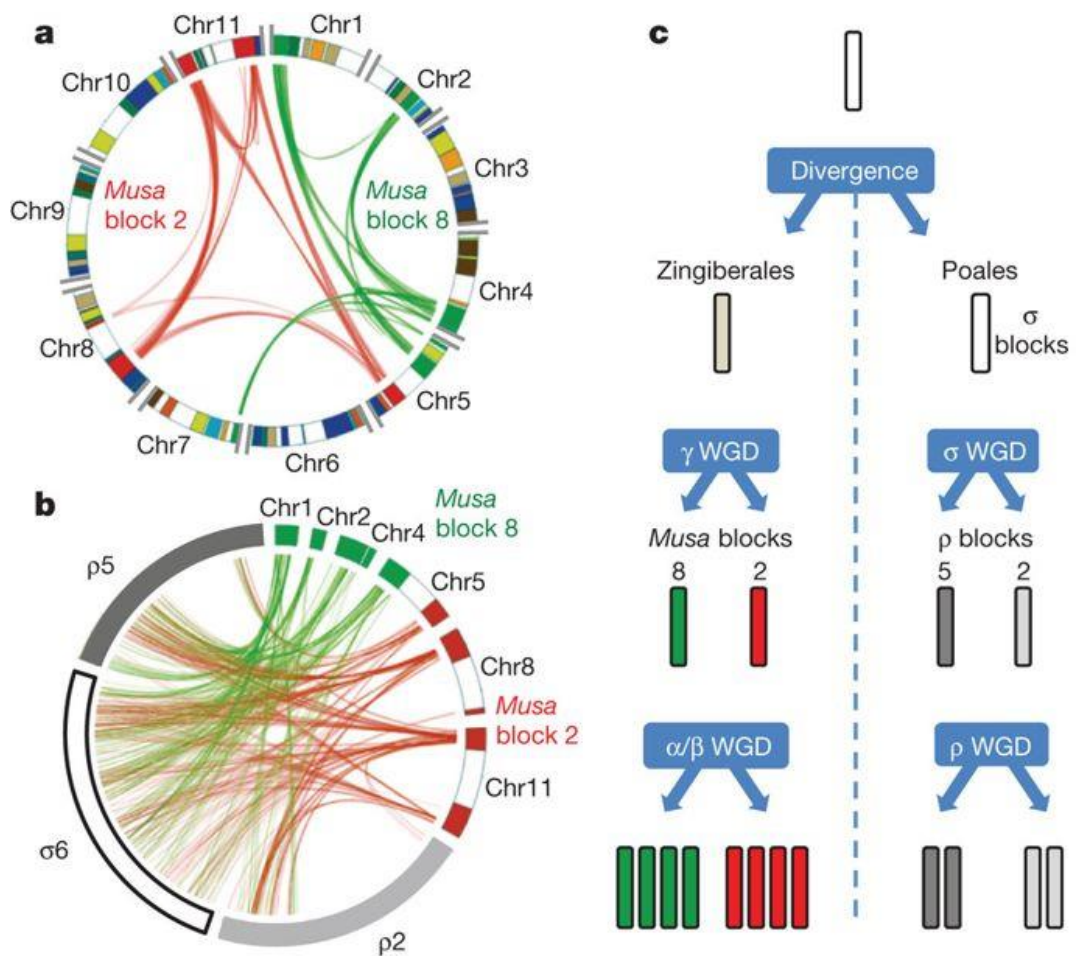 a
Chr11
Chr1
Chr10
Chr2
Chr3
Chr9
Musa
block 2
Musa
block 8
Chr4
Chr8
Chr5
Chr7
Chr6
b
Chr1
Chr2
Chr4
Musa
block 8
ρ5
Chr5
Chr8
Musa
block 2
Chr11
σ6
ρ2
c
Divergence
Zingiberales
Poales
σ
blocks
γ WGD
σ WGD
Musa blocks
ρ blocks
8 2
5 2
α/β WGD
ρ WGD